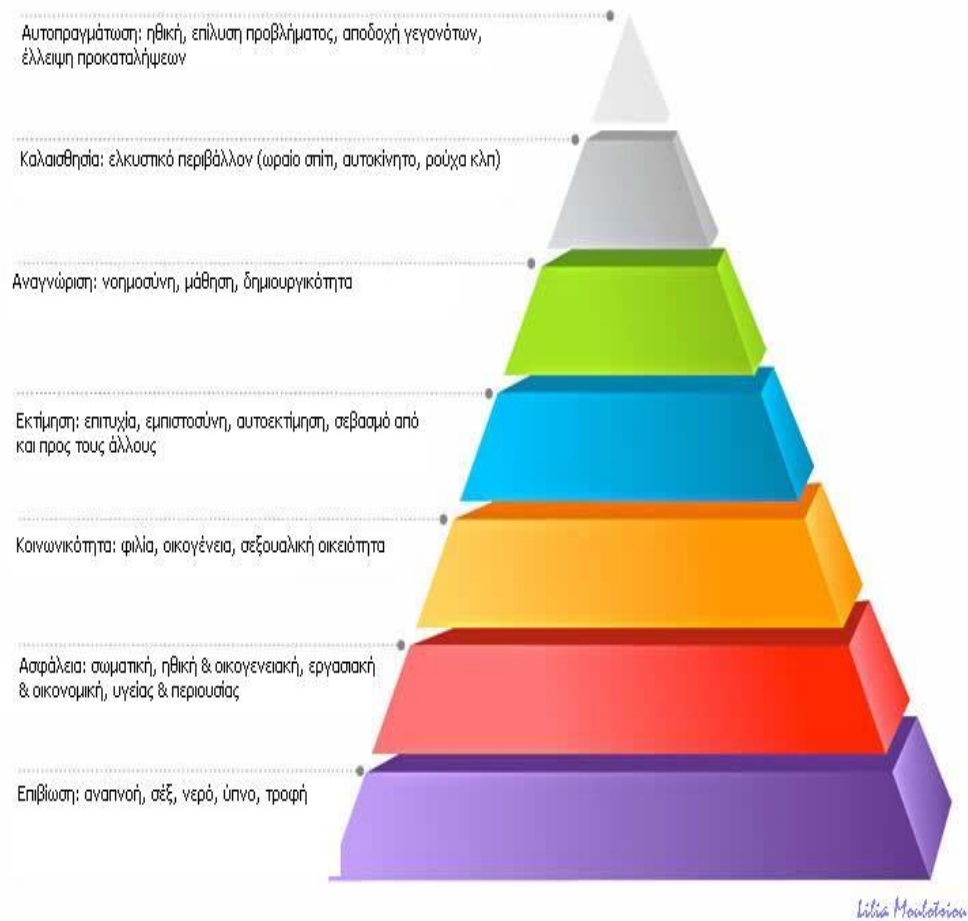 Αυτοπραγμάτωση: ηθική, επίλυση προβλήματος, αποδοχή γεγονότων,
έλλειψη προκαταλήψεων
Καλαισθησία: ελκυστικό περιβάλλον (ωραίο σπίτι, αυτοκίνητο, ρούχα κλπ)
Αναγνώριση: νοημοσύνη, μάθηση, δημιουργικότητα
Εκτίμηση: επιτυχία, εμπιστοσύνη, αυτοεκτίμηση, σεβασμό από
και προς τους άλλους
Κοινωνικότητα: φιλία, οικογένεια, σεξουαλική οικειότητα
Ασφάλεια: σωματική, ηθική & οικογενειακή, εργασιακή
& οικονομική, υγείας & περιουσίας
Επιβίωση: αναπνοή, σέξ, νερό, ύπνο, τροφή
Lilia Moulotsiou